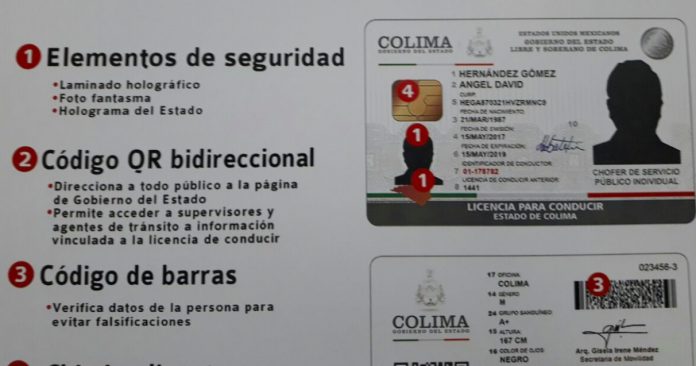 1 Elementos de seguridad
•Laminado holográfico
•Foto fantasma
•Holograma del Estado
2 Código QR bidireccional
•Direcciona a todo público a la página
de Gobierno del Estado
•Permite acceder a supervisores y
agentes de tránsito a información
vinculada a la licencia de conducir
3 Código de barras
•Verifica datos de la persona para
evitar falsificaciones
COLIMA
GOBIERNO DEL ESTADO
ESTADOS UNIDOS MEXICANOS
GOBIERNO DEL ESTADO
LIBRE Y SOBERANO DE COLIMA
4
1
1
1 HERNÁNDEZ GÓMEZ
2 ANGEL DAVID
CURP
5 HEGA870321HVZRMNC9
FECHA DE NACIMIENTO
3 21/MAR/1987
FECHA DE EMISIÓN
4 15/MAY/2017
FECHA DE EXPIRACIÓN
6 15/MAY/2019
IDENTIFICADOR DE CONDUCTOR
7 01-178782
LICENCIA DE CONDUCIR ANTERIOR
8 1441
10
CHOFER DE SERVICIO
PÚBLICO INDIVIDUAL
LICENCIA PARA CONDUCIR
ESTADO DE COLIMA
COLIMA
GOBIERNO DEL ESTADO
17 OFICINA
COLIMA
14 GÉNERO
M
24 GRUPO SANGUÍNEO
A+
15 ALTURA
167 CM
16 COLOR DE OJOS
NEGRO
023456-3
3
Arq. Gisela Irene Méndez
Secretaria de Movilidad